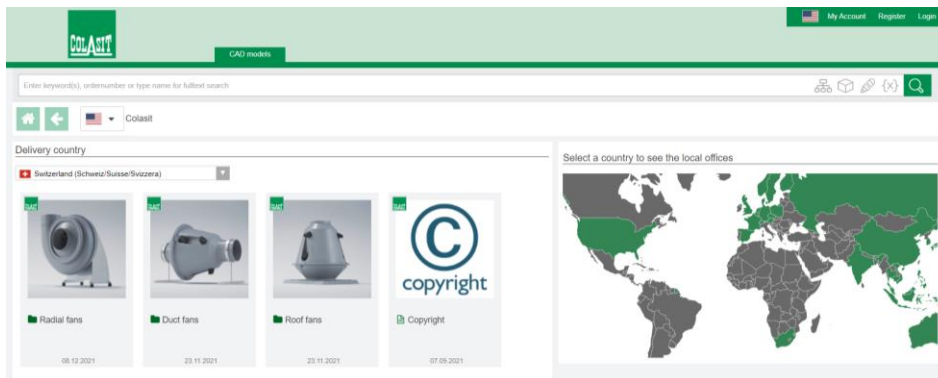 My Account Register Login
COLASIT
CAD models
Enter keyword(s), ordernumber or type name for fulltext search
Colasit
Delivery country
Switzerland (Schweiz/Suisse/Svizzera)
Select a country to see the local offices
copyright
Radial fans
Duct fans
Roof fans
Copyright
08.12.2021
23.11.2021
23.11.2021
07.05.2021